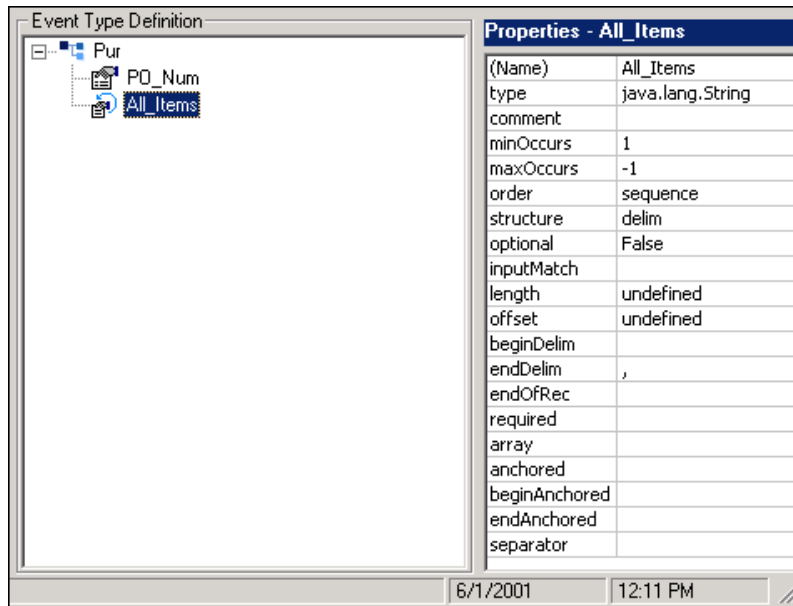 Event Type Definition
Pur
PO_Num
All_Items
Properties - All_Items
(Name) All_Items
type java.lang.String
comment
minOccurs 1
maxOccurs -1
order sequence
structure delim
optional False
inputMatch
length undefined
offset undefined
beginDelim
endDelim ,
endOfRec
required
array
anchored
beginAnchored
endAnchored
separator
6/1/2001 12:11 PM